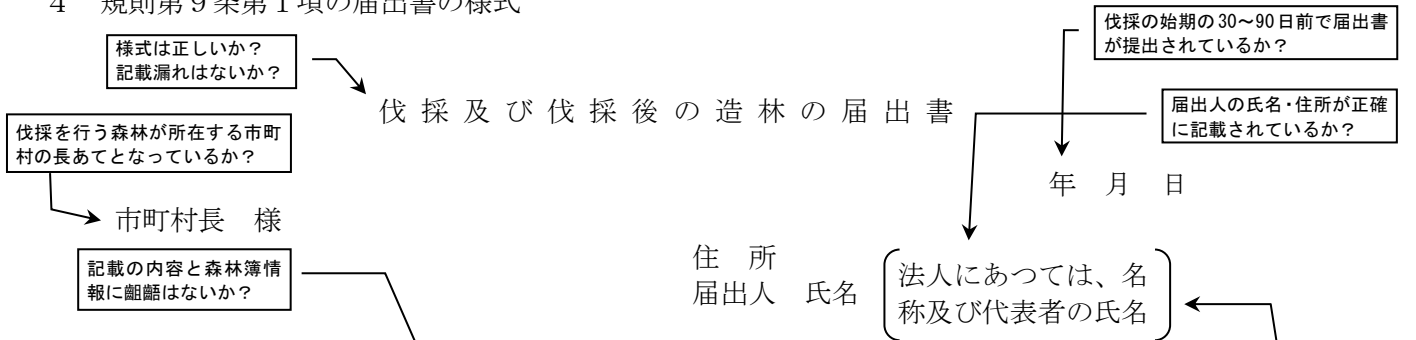 4 規則第9条第1項の届出書の様式
伐採の始期の30～90日前で届出書
が提出されているか？
様式は正しいか？
記載漏れはないか？
伐採及び伐採後の造林の届出書
届出人の氏名・住所が正確
に記載されているか？
伐採を行う森林が所在する市町
村の長あてとなっているか？
年 月 日
市町村長 様
記載の内容と森林簿情
報に齟齬はないか？
住 所
届出人 氏名
法人にあつては、名
称及び代表者の氏名